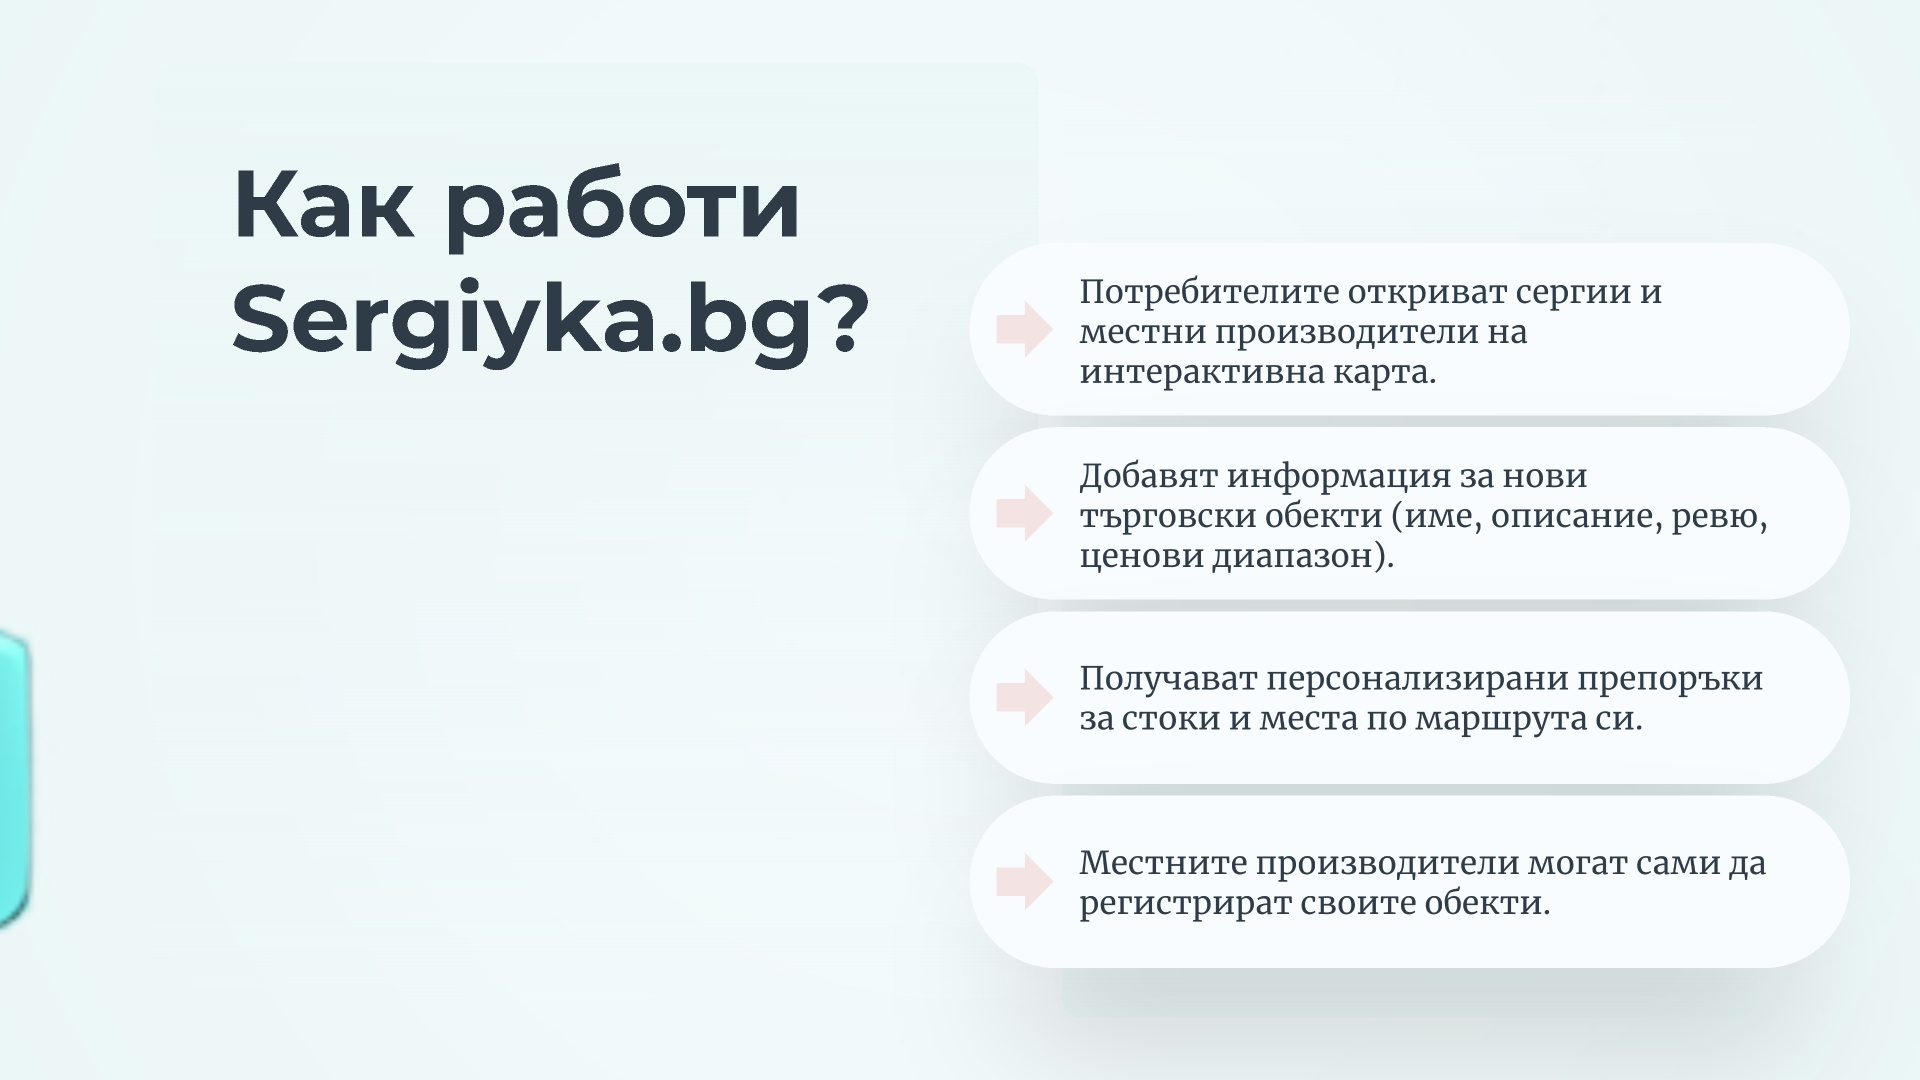 Как работи
Sergiyka.bg?
Потребителите откриват сергии и
местни производители на
интерактивна карта.
Добавят информация за нови
търговски обекти (име, описание, ревю,
ценови диапазон).
Получават персонализирани препоръки
за стоки и места по маршрута си.
Местните производители могат сами да
регистрират своите обекти.